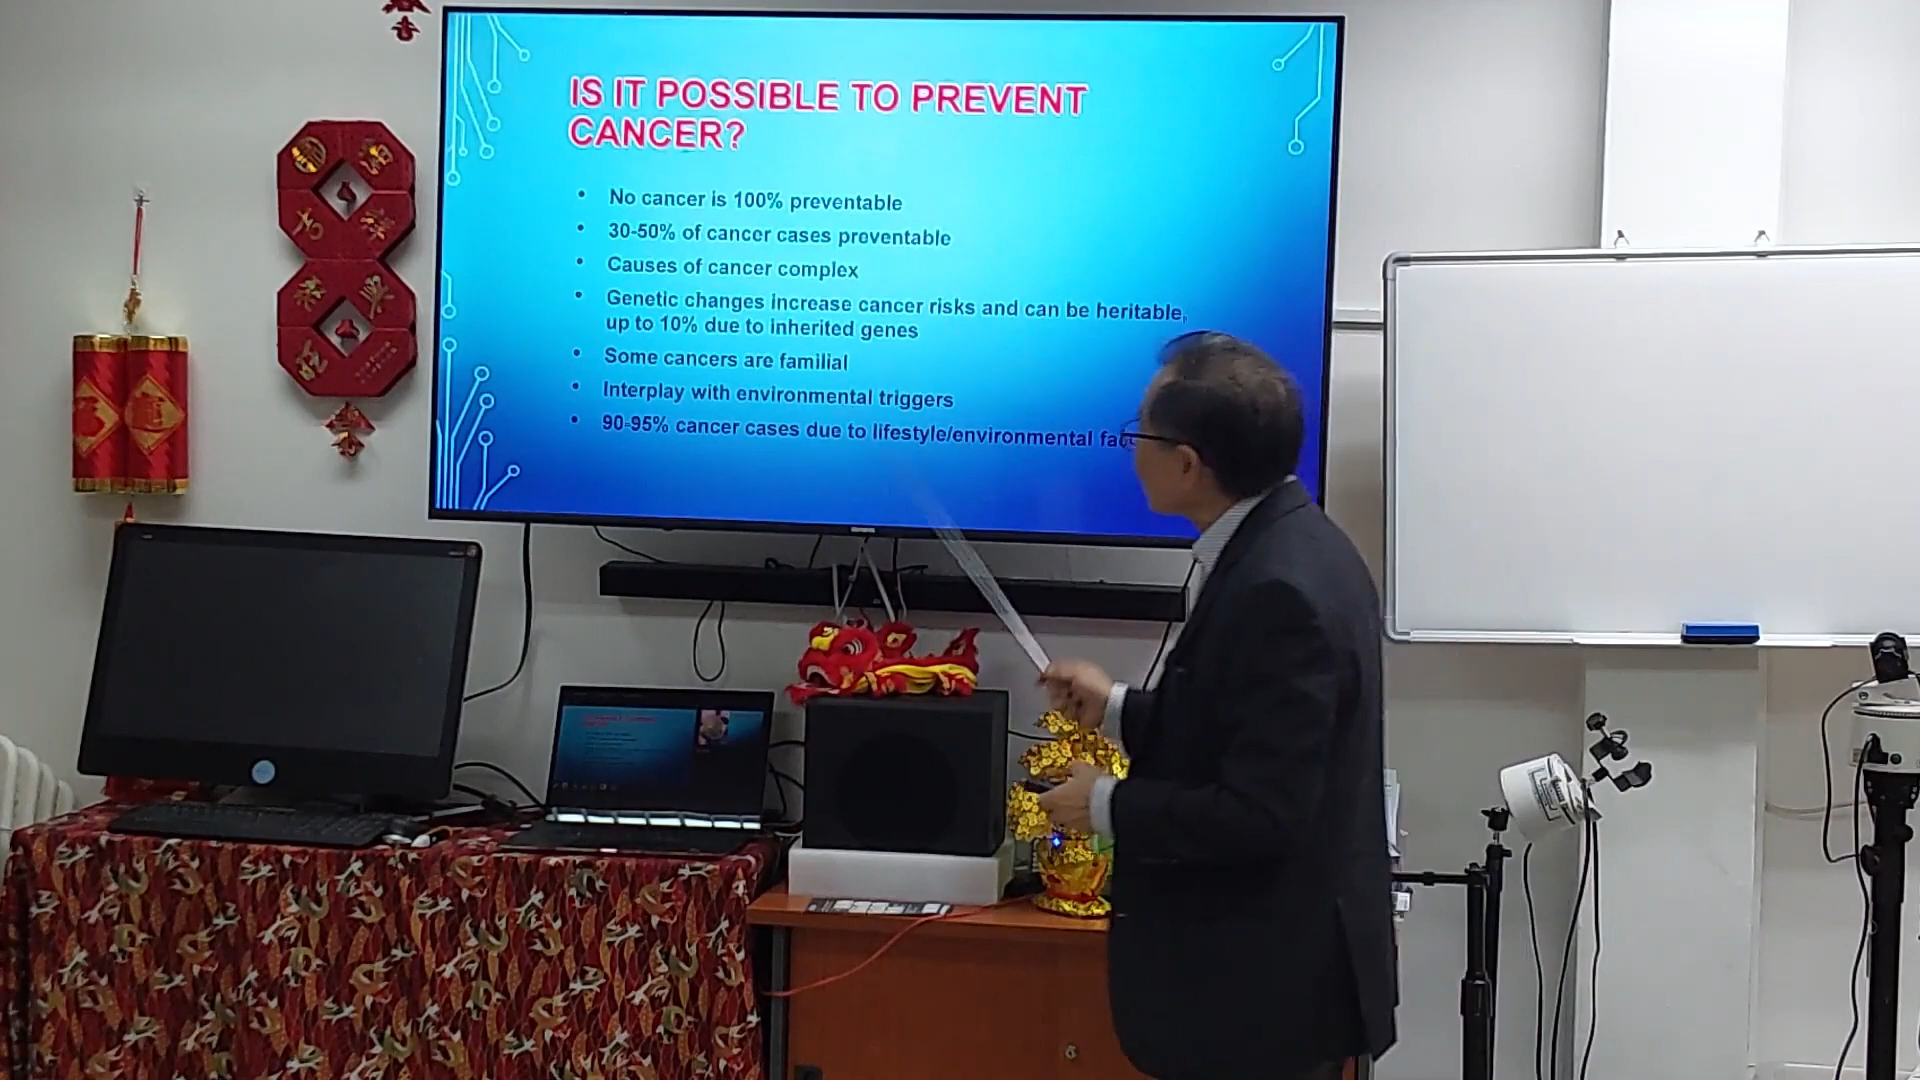 IS IT POSSIBLE TO PREVENT
CANCER?
• No cancer is 100% preventable
• 30-50% of cancer cases preventable
• Causes of cancer complex
• Genetic changes increase cancer risks and can be heritable,
up to 10% due to inherited genes
• Some cancers are familial
• Interplay with environmental triggers
• 90-95% cancer cases due to lifestyle/environmental fac